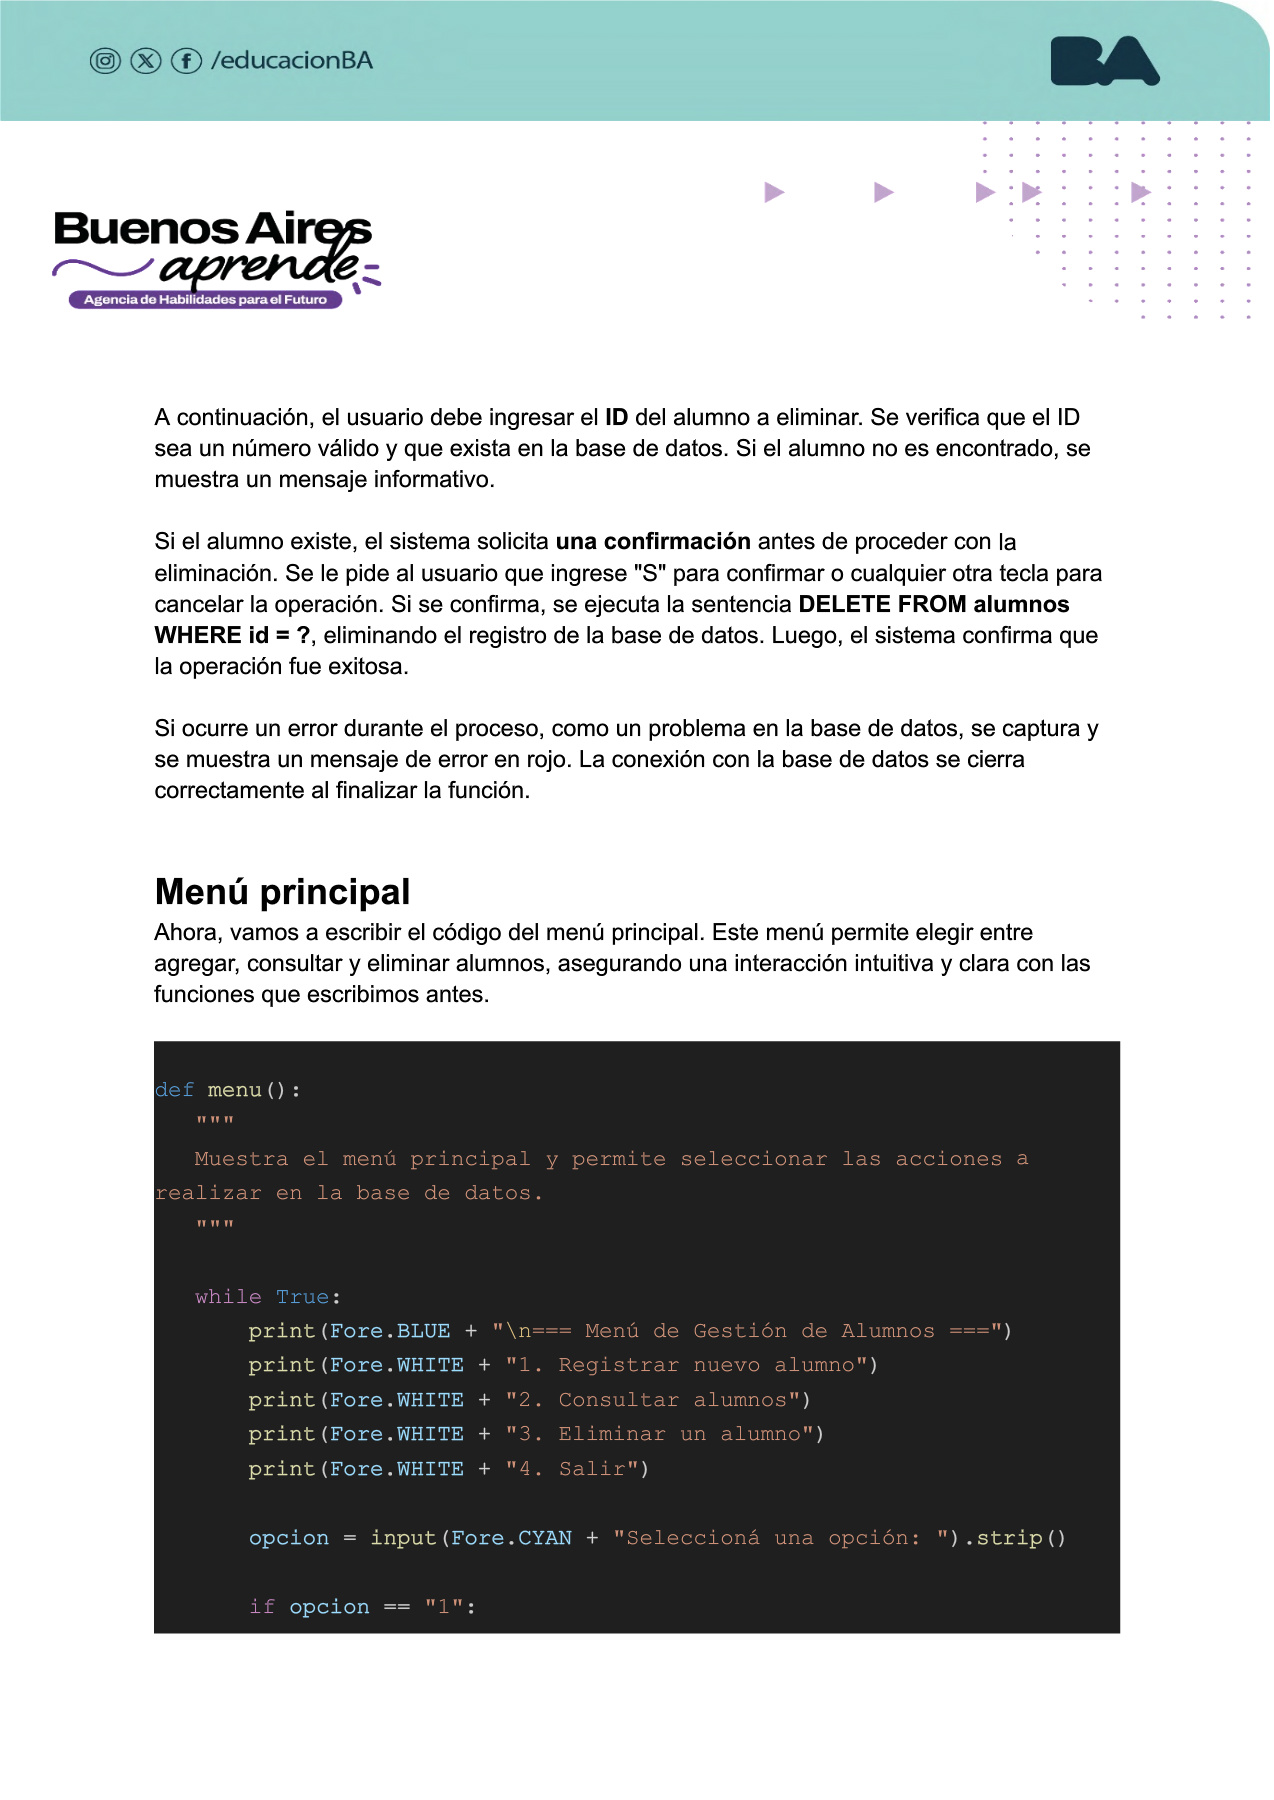 /educacionBA
BA
Buenos Aires
aprende
Agencia de Habilidades para el Futuro
A continuación, el usuario debe ingresar el ID del alumno a eliminar. Se verifica que el ID
sea un número válido y que exista en la base de datos. Si el alumno no es encontrado, se
muestra un mensaje informativo.
Si el alumno existe, el sistema solicita una confirmación antes de proceder con la
eliminación. Se le pide al usuario que ingrese "S" para confirmar o cualquier otra tecla para
cancelar la operación. Si se confirma, se ejecuta la sentencia DELETE FROM alumnos
WHERE id = ?, eliminando el registro de la base de datos. Luego, el sistema confirma que
la operación fue exitosa.
Si ocurre un error durante el proceso, como un problema en la base de datos, se captura y
se muestra un mensaje de error en rojo. La conexión con la base de datos se cierra
correctamente al finalizar la función.
Menú principal
Ahora, vamos a escribir el código del menú principal. Este menú permite elegir entre
agregar, consultar y eliminar alumnos, asegurando una interacción intuitiva y clara con las
funciones que escribimos antes.
def menu():
"""
Muestra el menú principal y permite seleccionar las acciones a
realizar en la base de datos.
"""
while True:
print(Fore.BLUE + "\n=== Menú de Gestión de Alumnos ===")
print(Fore.WHITE + "1. Registrar nuevo alumno")
print(Fore.WHITE + "2. Consultar alumnos")
print(Fore.WHITE + "3. Eliminar un alumno")
print(Fore.WHITE + "4. Salir")
opcion = input(Fore.CYAN + "Seleccioná una opción: ").strip()
if opcion == "1":